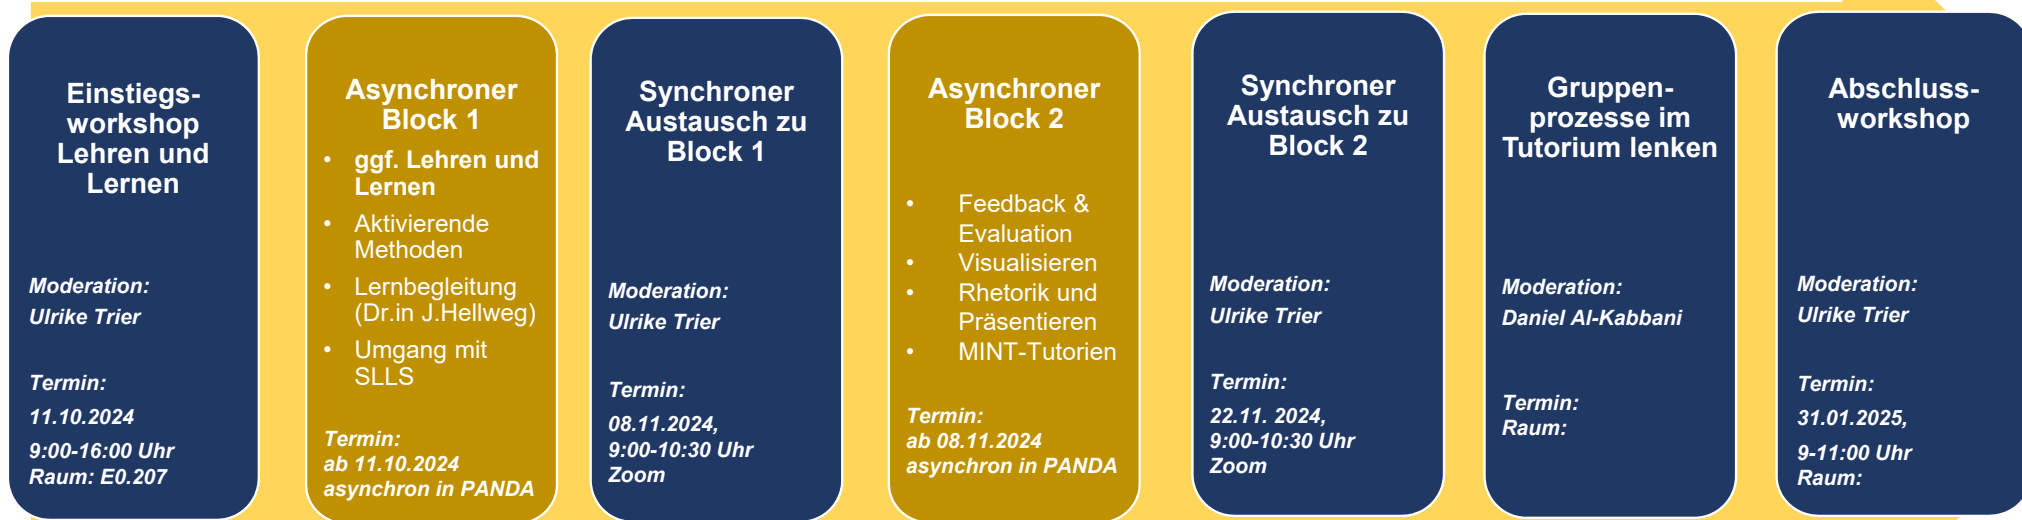 Einstiegs-
workshop
Lehren und
Lernen
Moderation:
Ulrike Trier
Termin:
11.10.2024
9:00-16:00 Uhr
Raum: E0.207
Asynchroner
Block 1
• ggf. Lehren und
Lernen
• Aktivierende
Methoden
• Lernbegleitung
(Dr.in J.Hellweg)
• Umgang mit
SLLS
Termin:
ab 11.10.2024
asynchron in PANDA
Synchroner
Austausch zu
Block 1
Moderation:
Ulrike Trier
Termin:
08.11.2024,
9:00-10:30 Uhr
Zoom
Asynchroner
Block 2
• Feedback &
Evaluation
• Visualisieren
• Rhetorik und
Präsentieren
• MINT-Tutorien
Termin:
ab 08.11.2024
asynchron in PANDA
Synchroner
Austausch zu
Block 2
Moderation:
Ulrike Trier
Termin:
22.11. 2024,
9:00-10:30 Uhr
Zoom
Gruppen-
prozesse im
Tutorium lenken
Moderation:
Daniel Al-Kabbani
Termin:
Raum:
Abschluss-
workshop
Moderation:
Ulrike Trier
Termin:
31.01.2025,
9-11:00 Uhr
Raum: